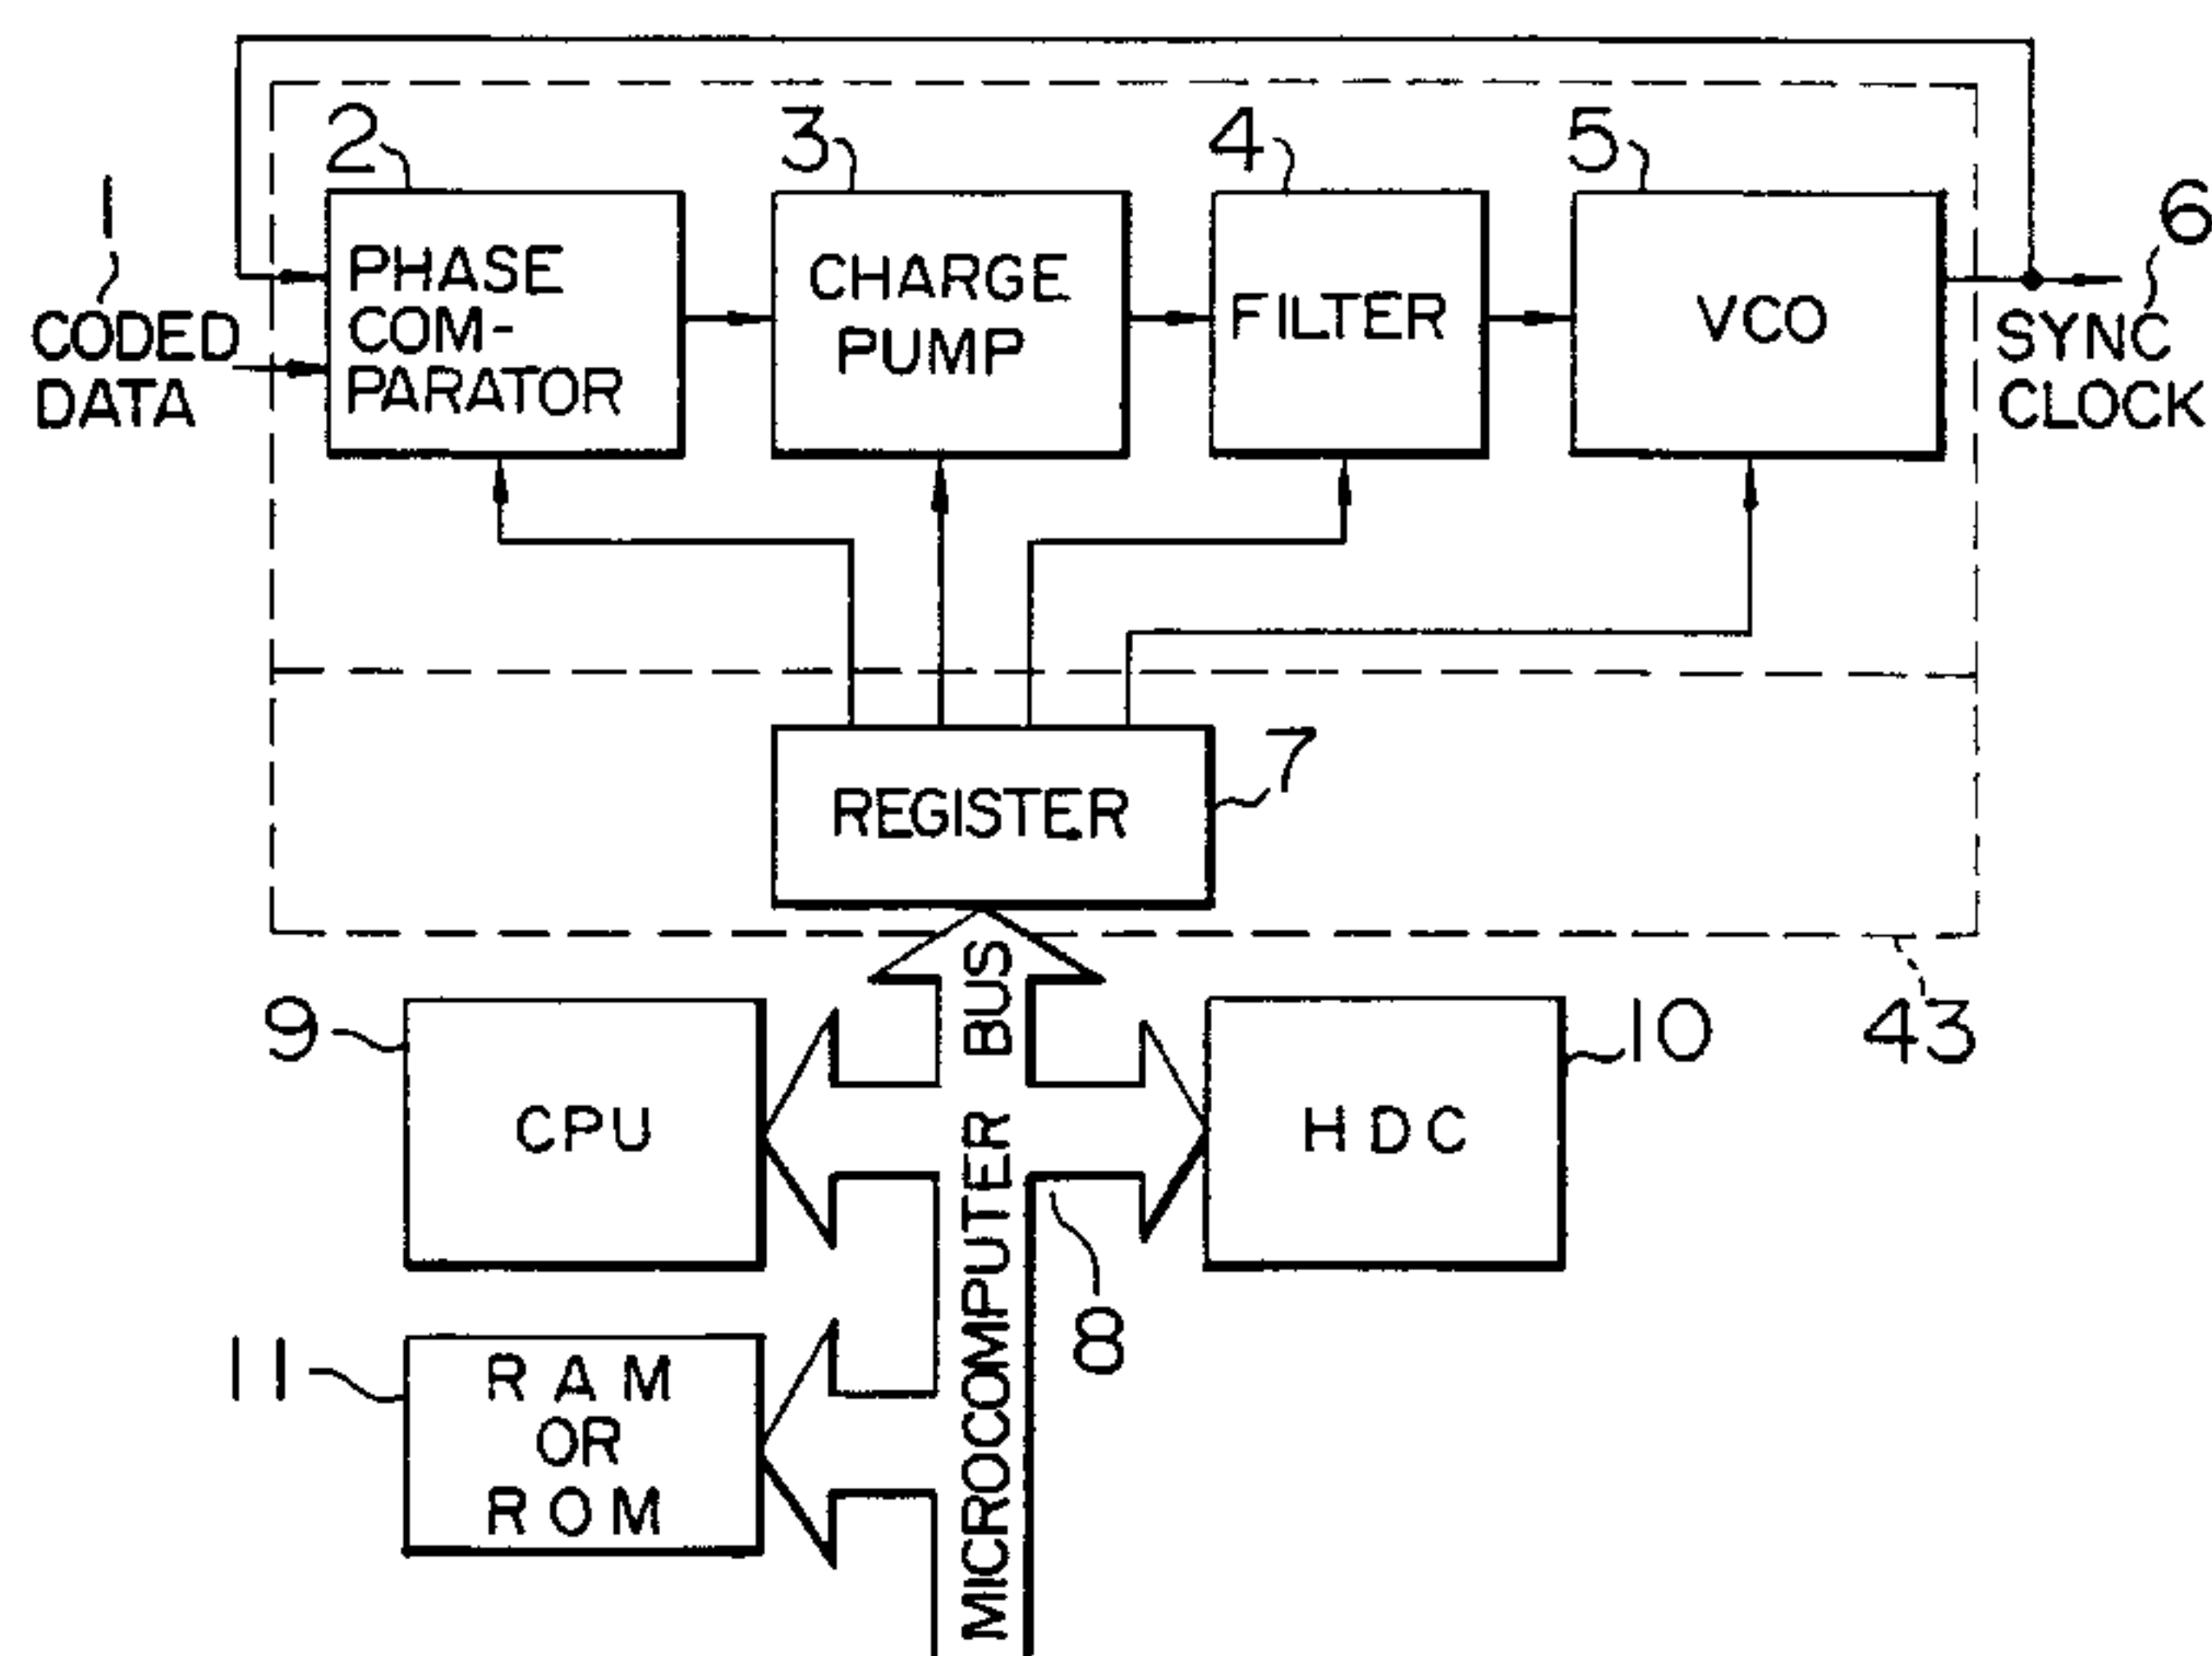 2
3
4
5
1
6
PHASE
COM-
PARATOR
CHARGE
PUMP
FILTER
VCO
CODED
DATA
SYNC
CLOCK
7
REGISTER
43
9
CPU
10
HDC
8
11
RAM
OR
ROM
MICROCOMPUTER BUS